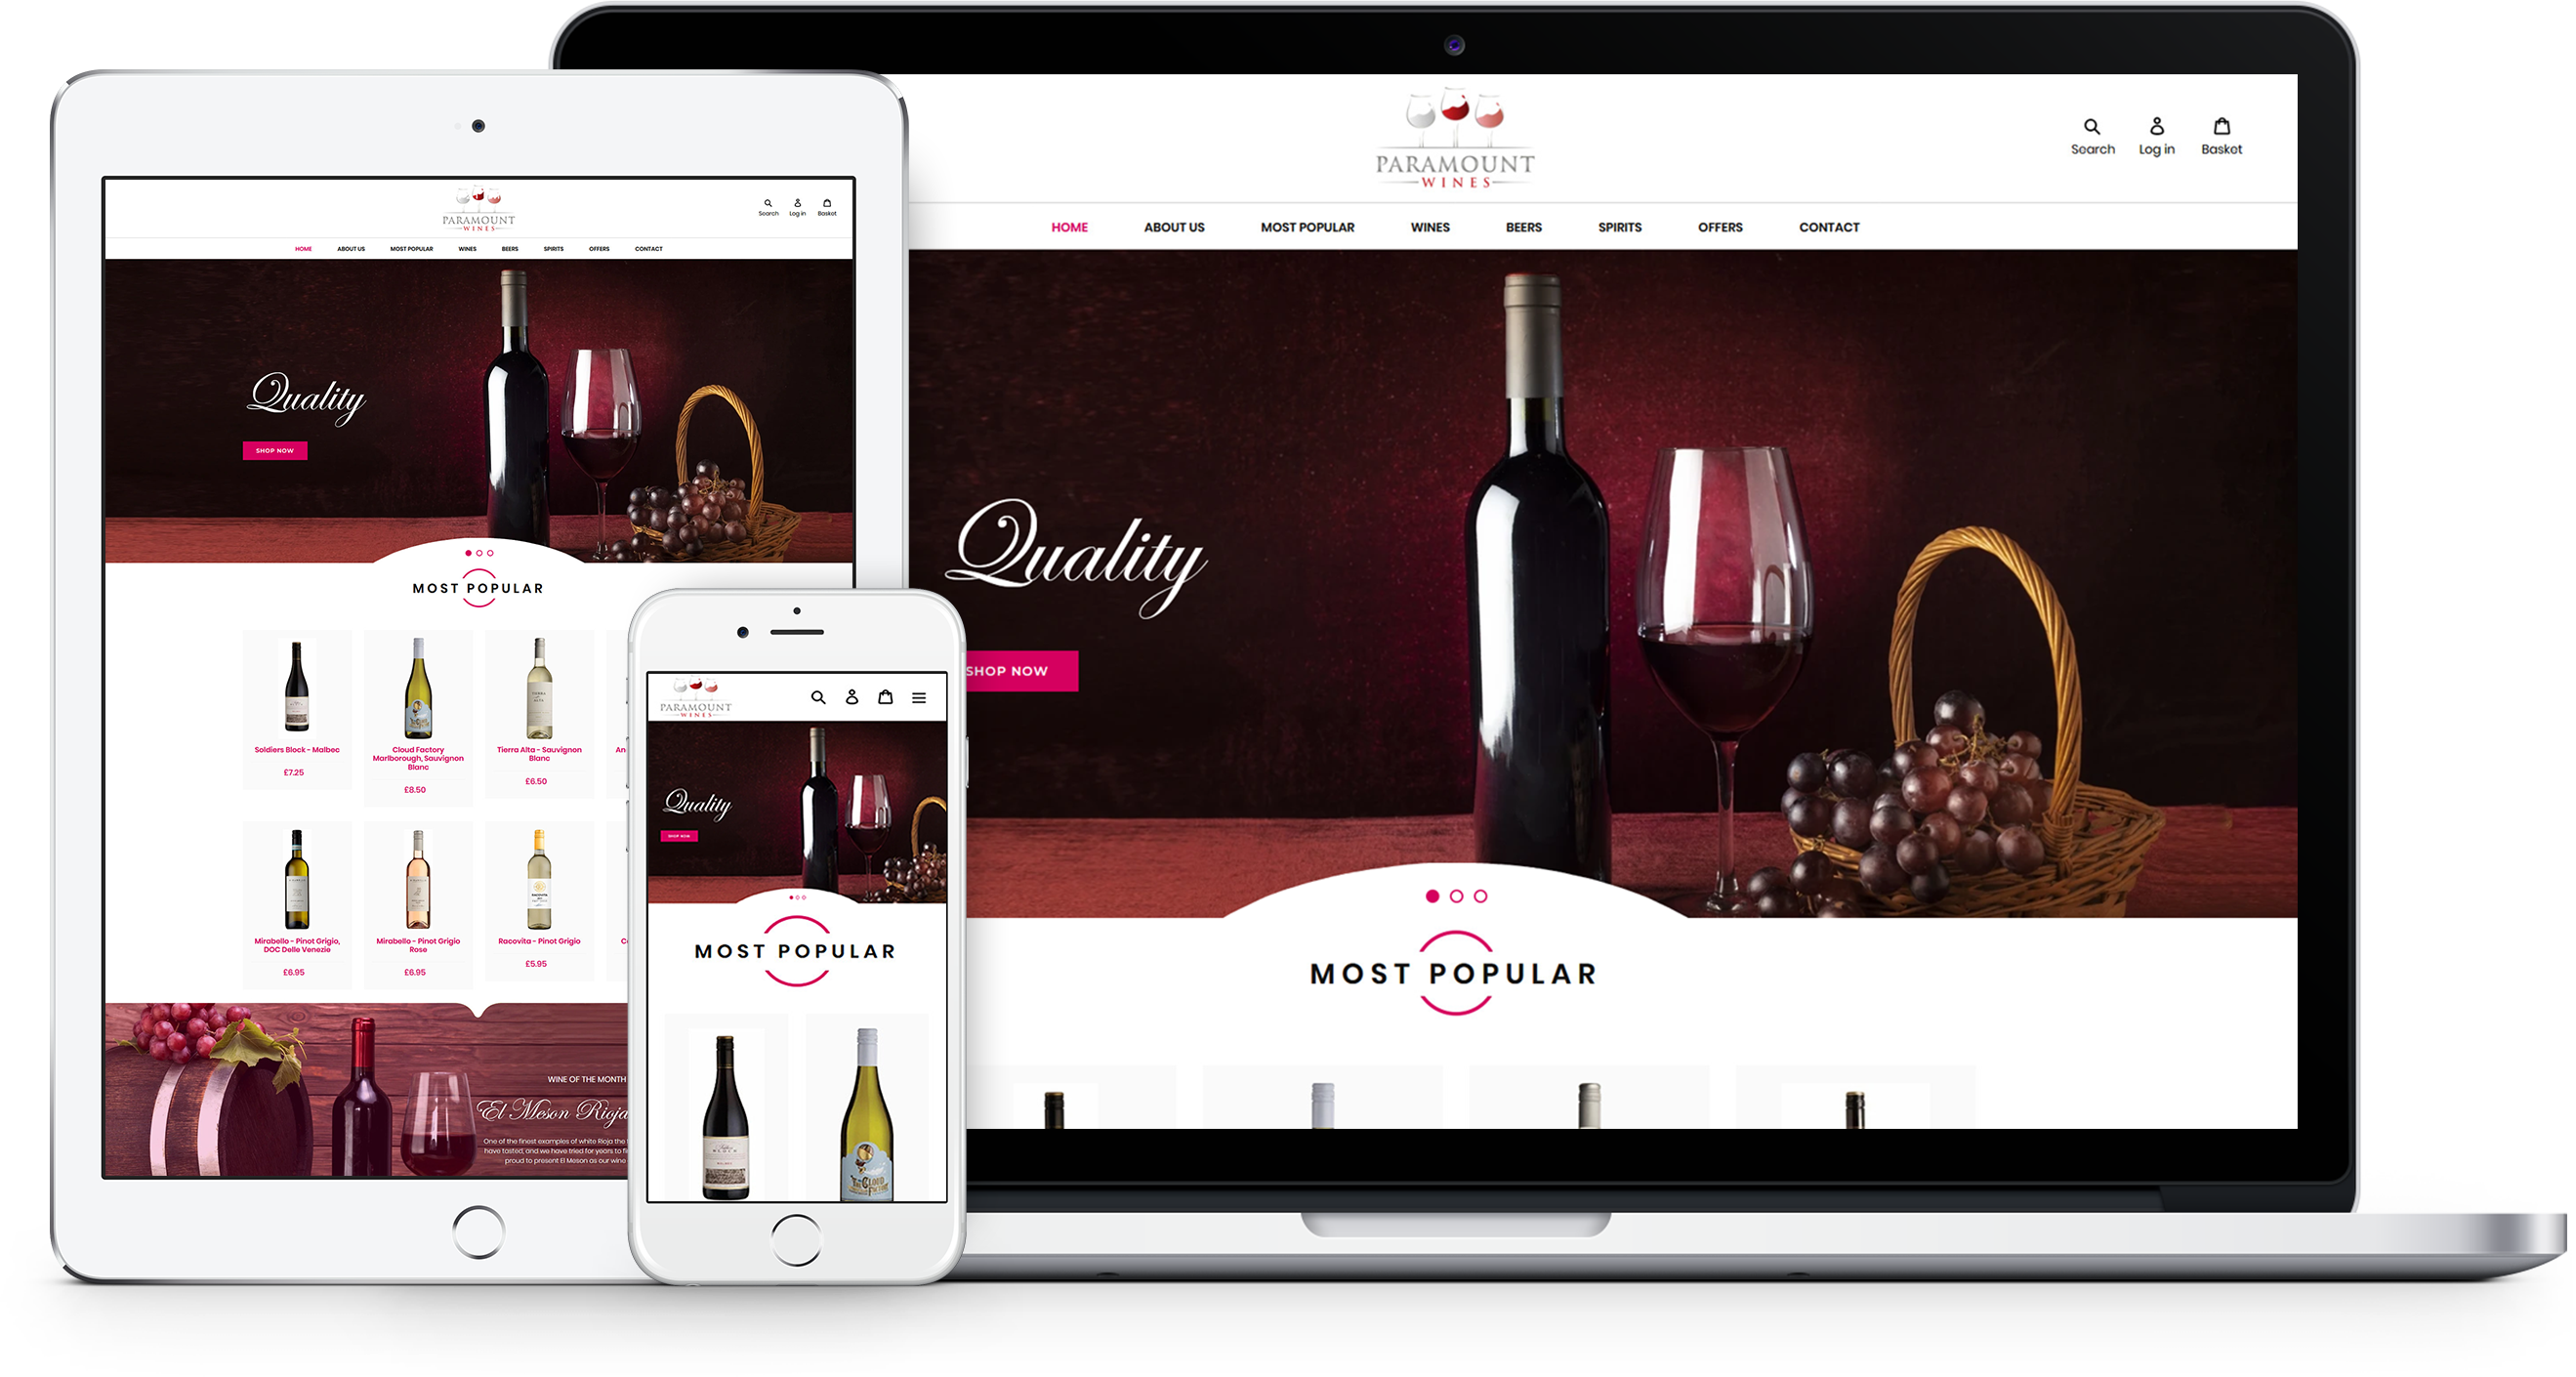 PARAMOUNT
WINES
Search Log in Basket
HOME ABOUT US MOST POPULAR WINES BEERS SPIRITS OFFERS CONTACT
Quality
SHOP NOW
MOST POPULAR
Soldiers Block - Malbec
£7.25
Cloud Factory
Marlborough, Sauvignon
Blanc
£8.50
Tierra Alta - Sauvignon
Blanc
£6.50
An
Mirabello - Pinot Grigio,
DOC Delle Venezie
£6.95
Mirabello - Pinot Grigio
Rose
£6.95
Racovita - Pinot Grigio
£5.95
WINE OF THE MONTH
El Meson Rioja
One of the finest examples of white Rioja the
have tasted, and we have tried for years to
proud to present El Meson as our wine
PARAMOUNT
WINES
Quality
SHOP NOW
MOST POPULAR
PARAMOUNT
WINES
Search Log in Basket
HOME ABOUT US MOST POPULAR WINES BEERS SPIRITS OFFERS CONTACT
Quality
SHOP NOW
MOST POPULAR